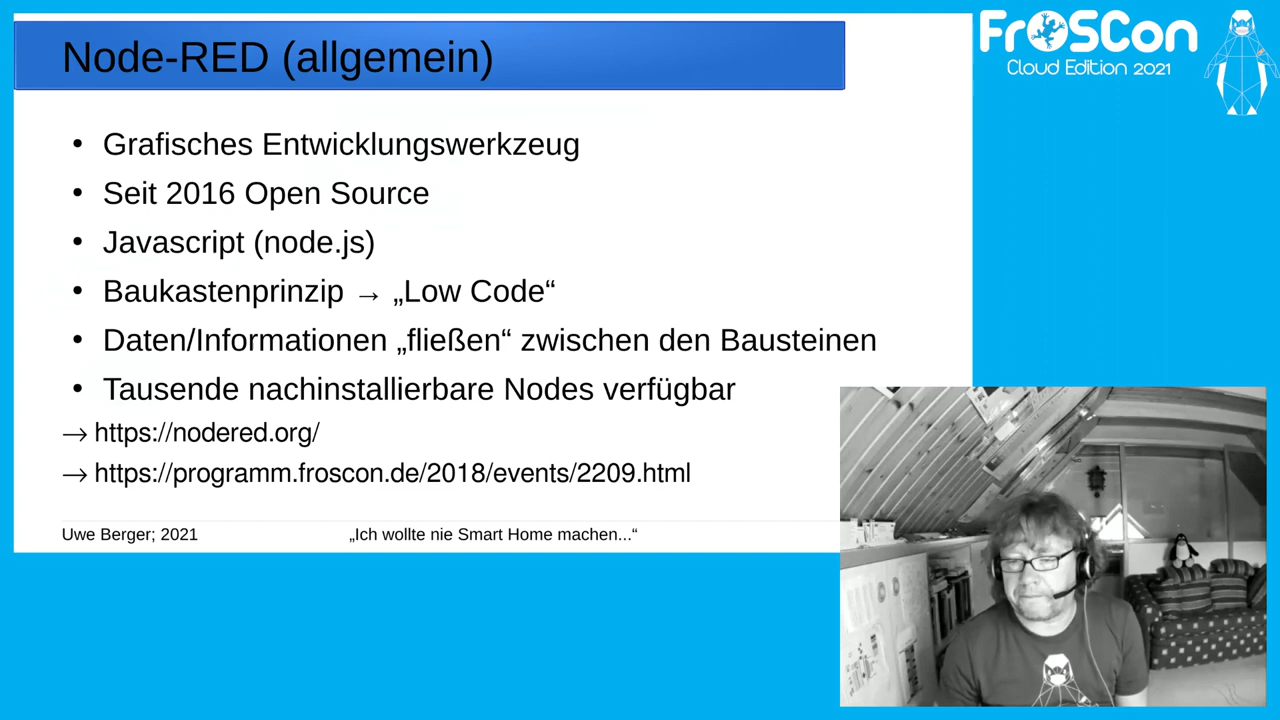 Node-RED (allgemein)
FrOSCon
Cloud Edition 2021
• Grafisches Entwicklungswerkzeug
• Seit 2016 Open Source
• Javascript (node.js)
• Baukastenprinzip → „Low Code“
• Daten/Informationen „fließen“ zwischen den Bausteinen
• Tausende nachinstallierbare Nodes verfügbar
→ https://nodered.org/
→ https://programm.froscon.de/2018/events/2209.html
Uwe Berger; 2021 „Ich wollte nie Smart Home machen...“